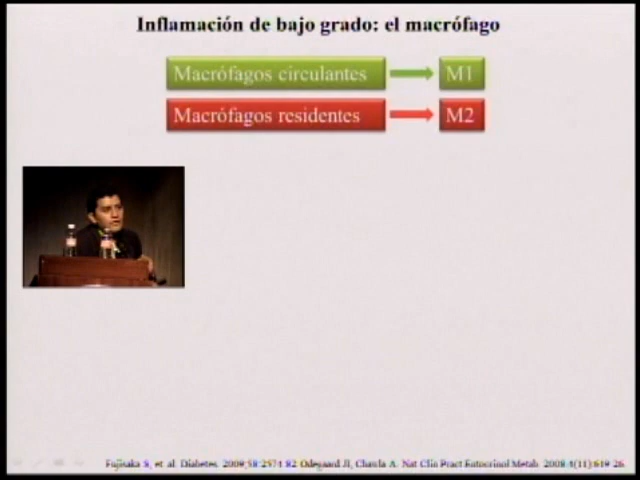 Inflamación de bajo grado: el macrófago
Macrófagos circulantes
M1
Macrófagos residentes
M2
Fujisaka S, et al. Diabetes. 2009;58:2574-82 Odegaard JI, Chawla A. Nat Clin Pract Endocrinol Metab. 2008;4(11):619-26.